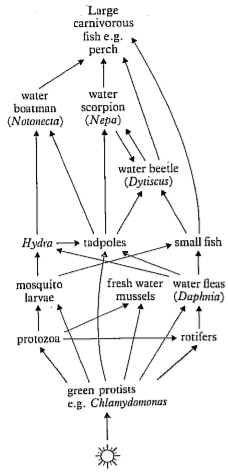 Large
carnivorous
fish e.g.
perch
water
boatman
(Notonecta)
water
scorpion
(Nepa)
water beetle
(Dytiscus)
Hydra
tadpoles
small fish
mosquito
larvae
fresh water
mussels
water fleas
(Daphnia)
protozoa
rotifers
green protists
e.g. Chlamydomonas